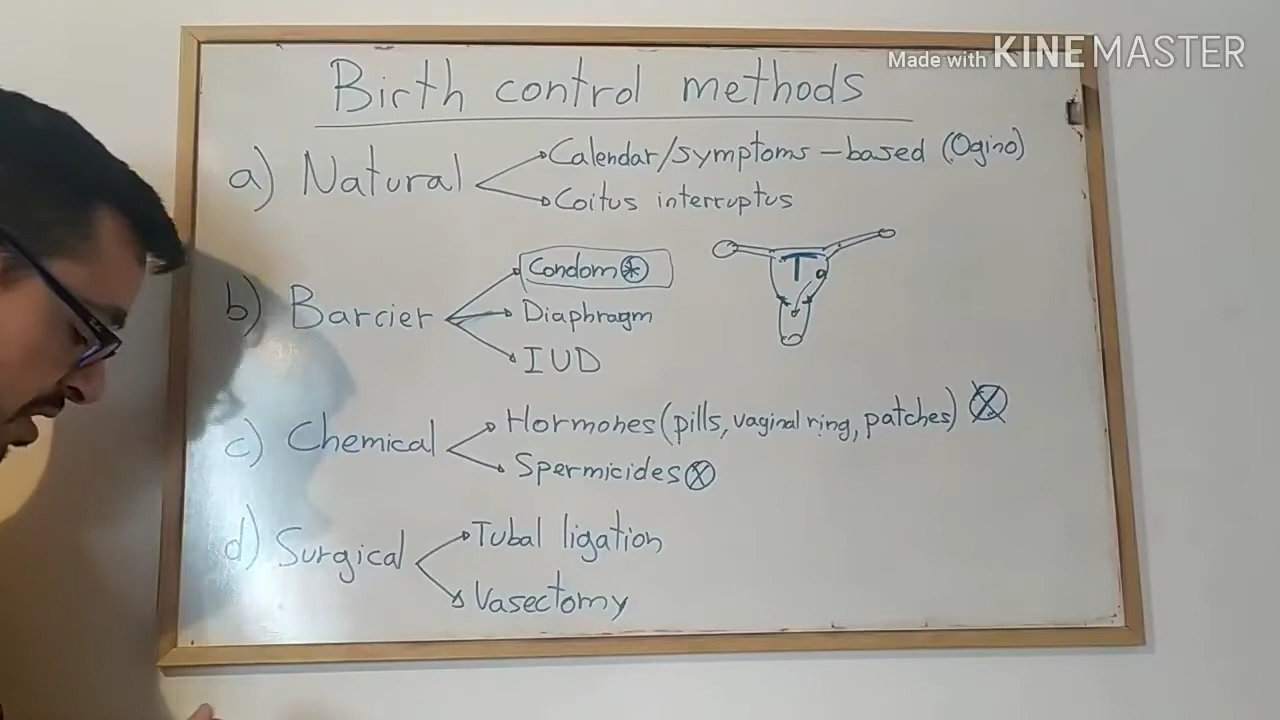 Made with KINEMASTER
Birth control methods
a) Natural
Calendar/symptoms-based (Ogino)
Coitus interruptus
b) Barrier
Condom
Diaphragm
IUD
c) Chemical
Hormones (pills, vaginal ring, patches)
Spermicides
d) Surgical
Tubal ligation
Vasectomy